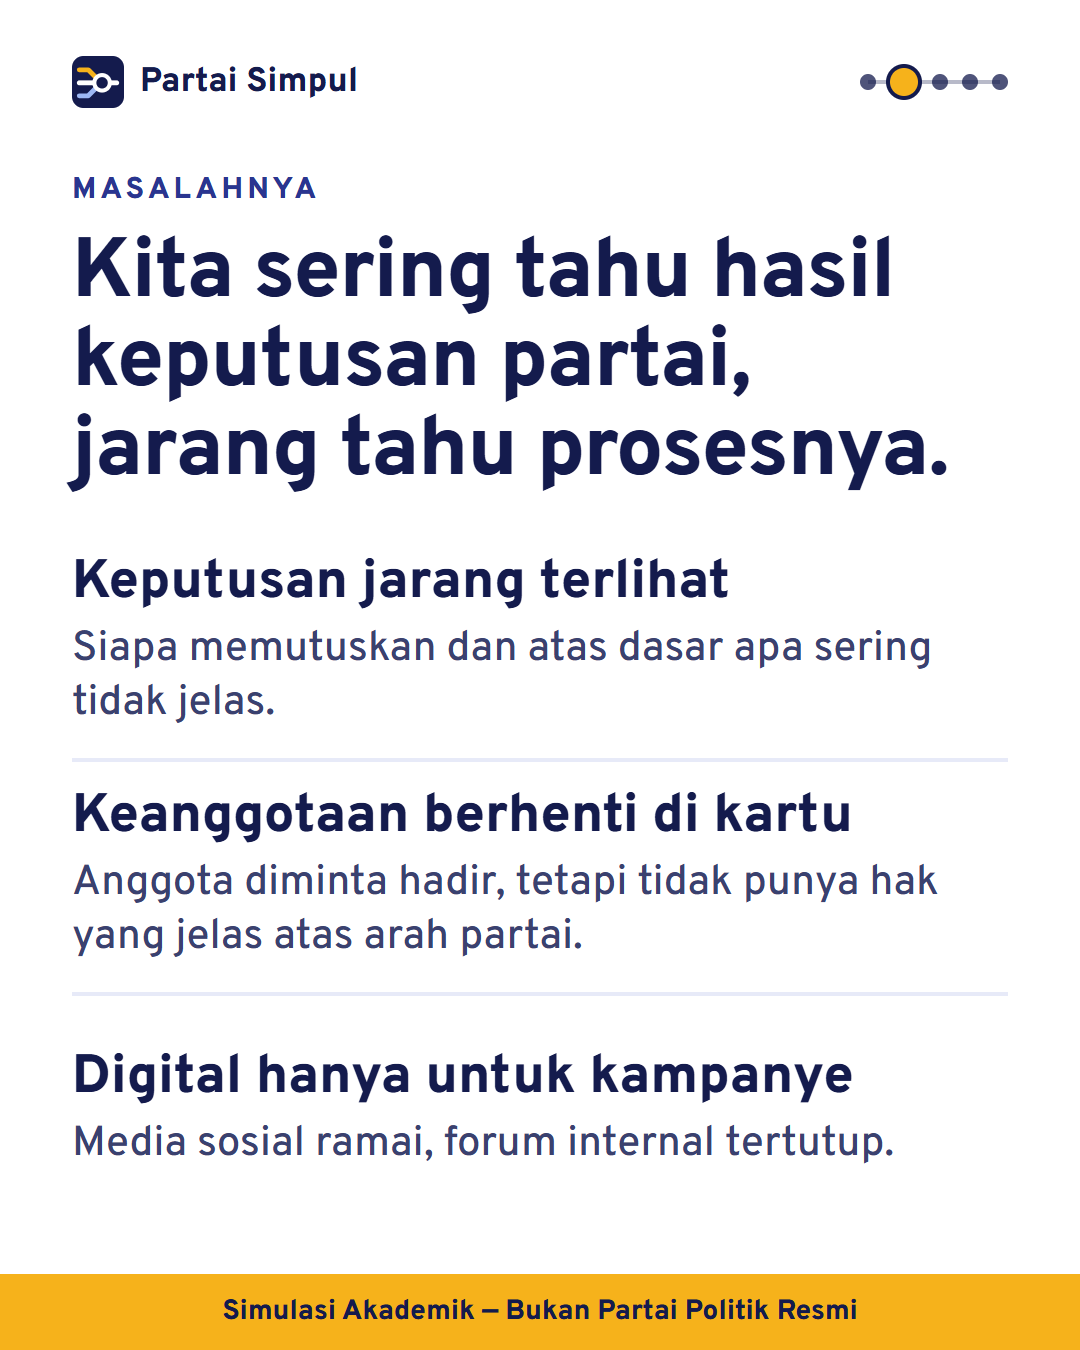 Partai Simpul
MASALAHNYA
Kita sering tahu hasil
keputusan partai,
jarang tahu prosesnya.
Keputusan jarang terlihat
Siapa memutuskan dan atas dasar apa sering
tidak jelas.
Keanggotaan berhenti di kartu
Anggota diminta hadir, tetapi tidak punya hak
yang jelas atas arah partai.
Digital hanya untuk kampanye
Media sosial ramai, forum internal tertutup.
Simulasi Akademik — Bukan Partai Politik Resmi